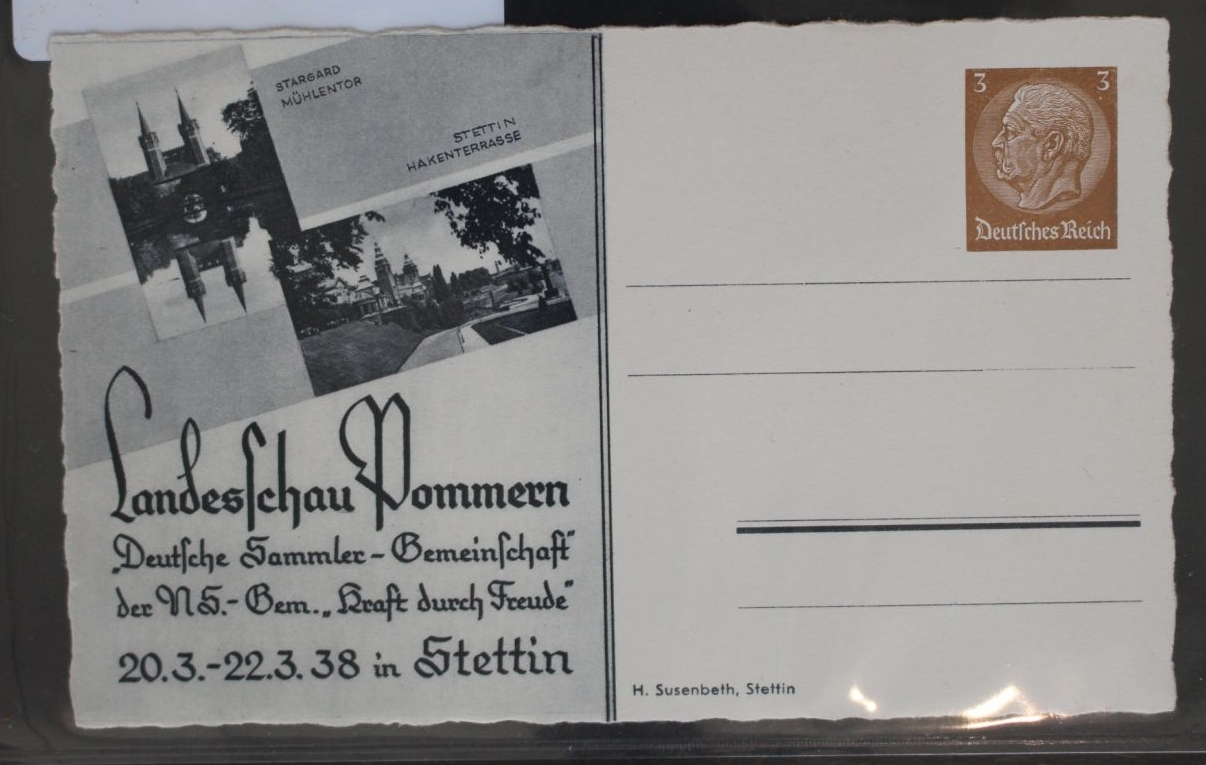 STARGARD
MÜHLENTOR
STETTIN
HAKENTERRASSE
Landesſchau Pommern
„Deutſche Sammler-Gemeinſchaft“
der NS.-Gem. „Kraft durch Freude“
20.3.-22.3.38 in Stettin
3 3
Deutſches Reich
H. Susenbeth, Stettin